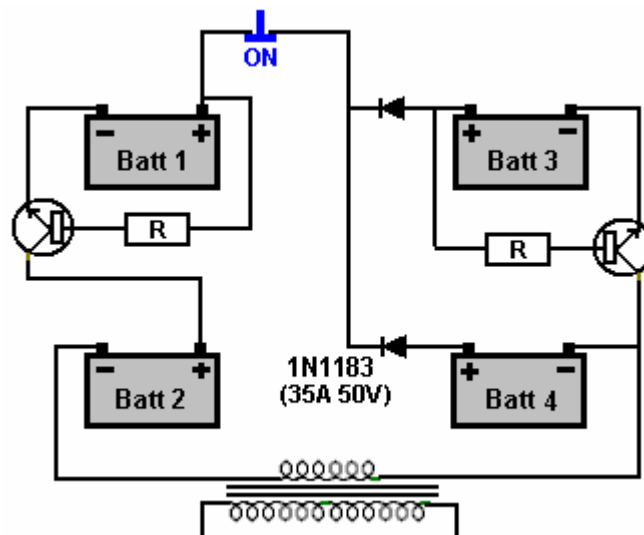 ON
- +
Batt 1
+ -
Batt 3
R
R
- +
Batt 2
1N1183
(35A 50V)
+ -
Batt 4